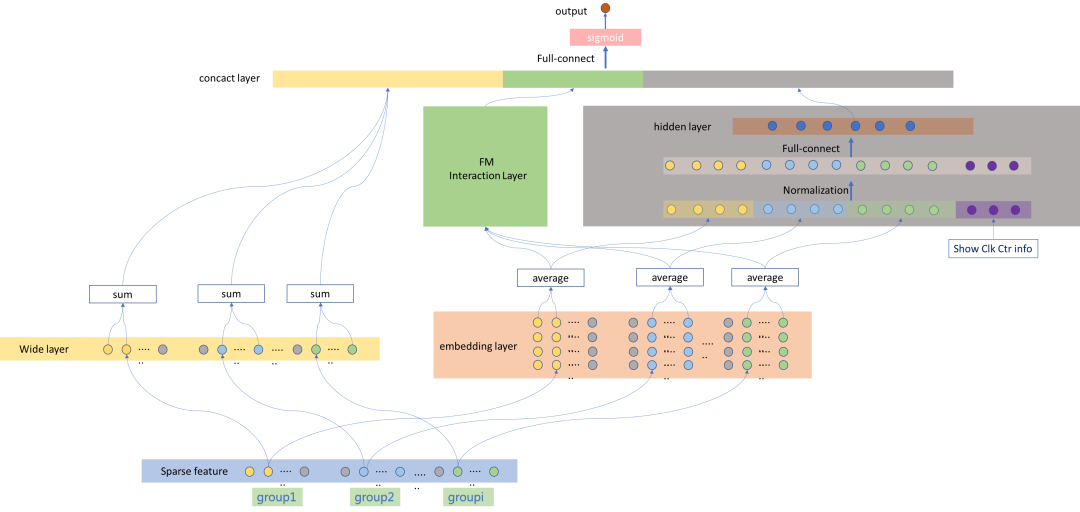 output
sigmoid
Full-connect
concact layer
hidden layer
FM
Interaction Layer
Full-connect
Normalization
Show Clk Ctr info
average
average
average
sum
sum
sum
Wide layer
embedding layer
Sparse feature
group1
group2
groupi